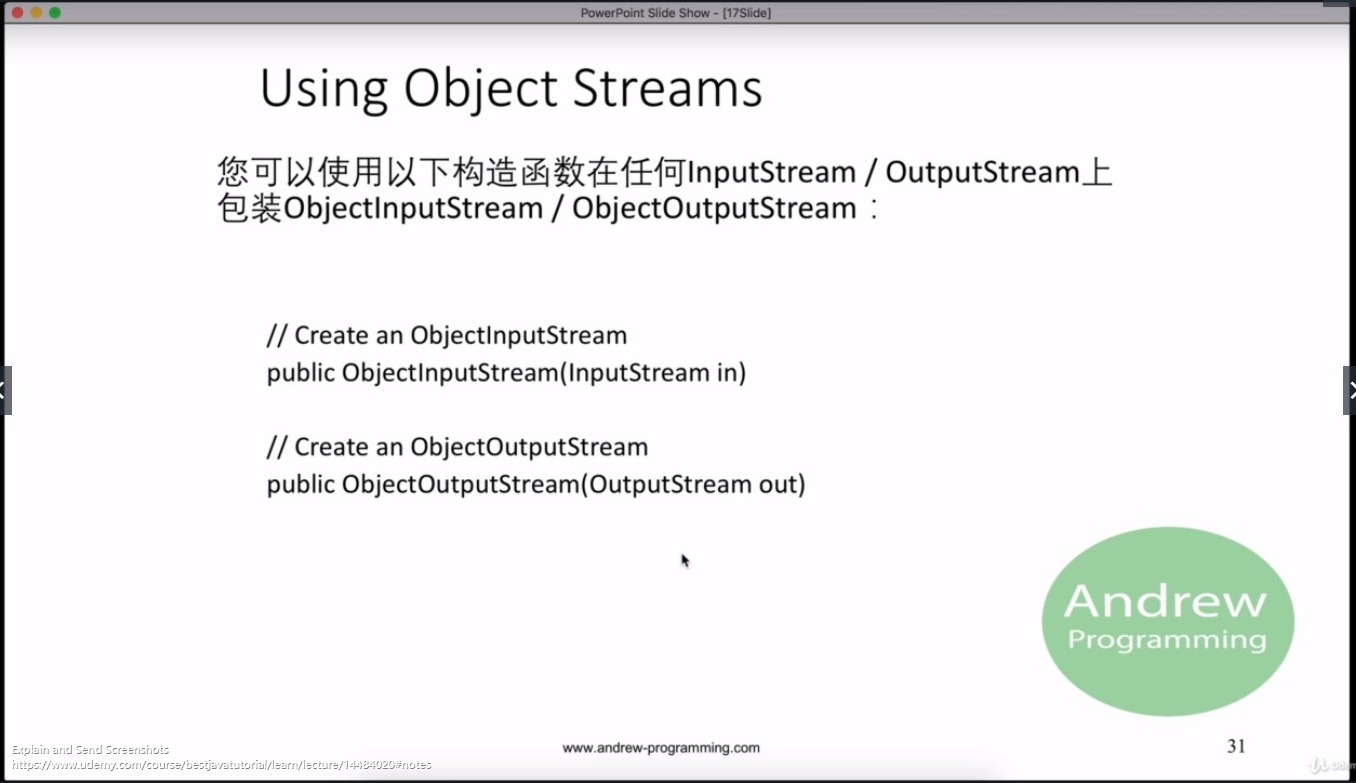 PowerPoint Slide Show - [17Slide]
Using Object Streams
您可以使用以下构造函数在任何InputStream / OutputStream上
包装ObjectInputStream / ObjectOutputStream：
// Create an ObjectInputStream
public ObjectInputStream(InputStream in)
// Create an ObjectOutputStream
public ObjectOutputStream(OutputStream out)
Andrew
Programming
www.andrew-programming.com
31
Explain and Send Screenshots
https://www.udemy.com/course/bestjavatutorial/learn/lecture/14484020#notes